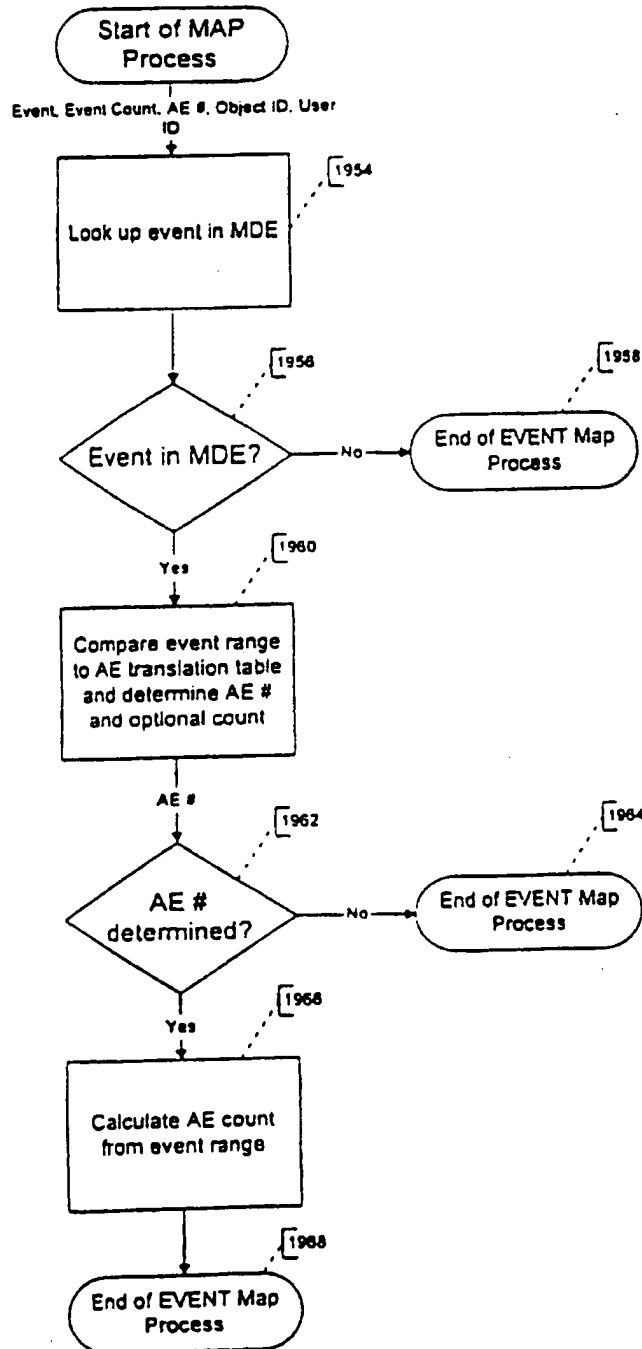 Start of MAP
Process
Event, Event Count, AE #, Object ID, User
ID
1954
Look up event in MDE
1956
1958
Event in MDE?
No
End of EVENT Map
Process
Yes
1960
Compare event range
to AE translation table
and determine AE #
and optional count
AE #
1962
1964
AE #
determined?
No
End of EVENT Map
Process
Yes
1966
Calculate AE count
from event range
1968
End of EVENT Map
Process